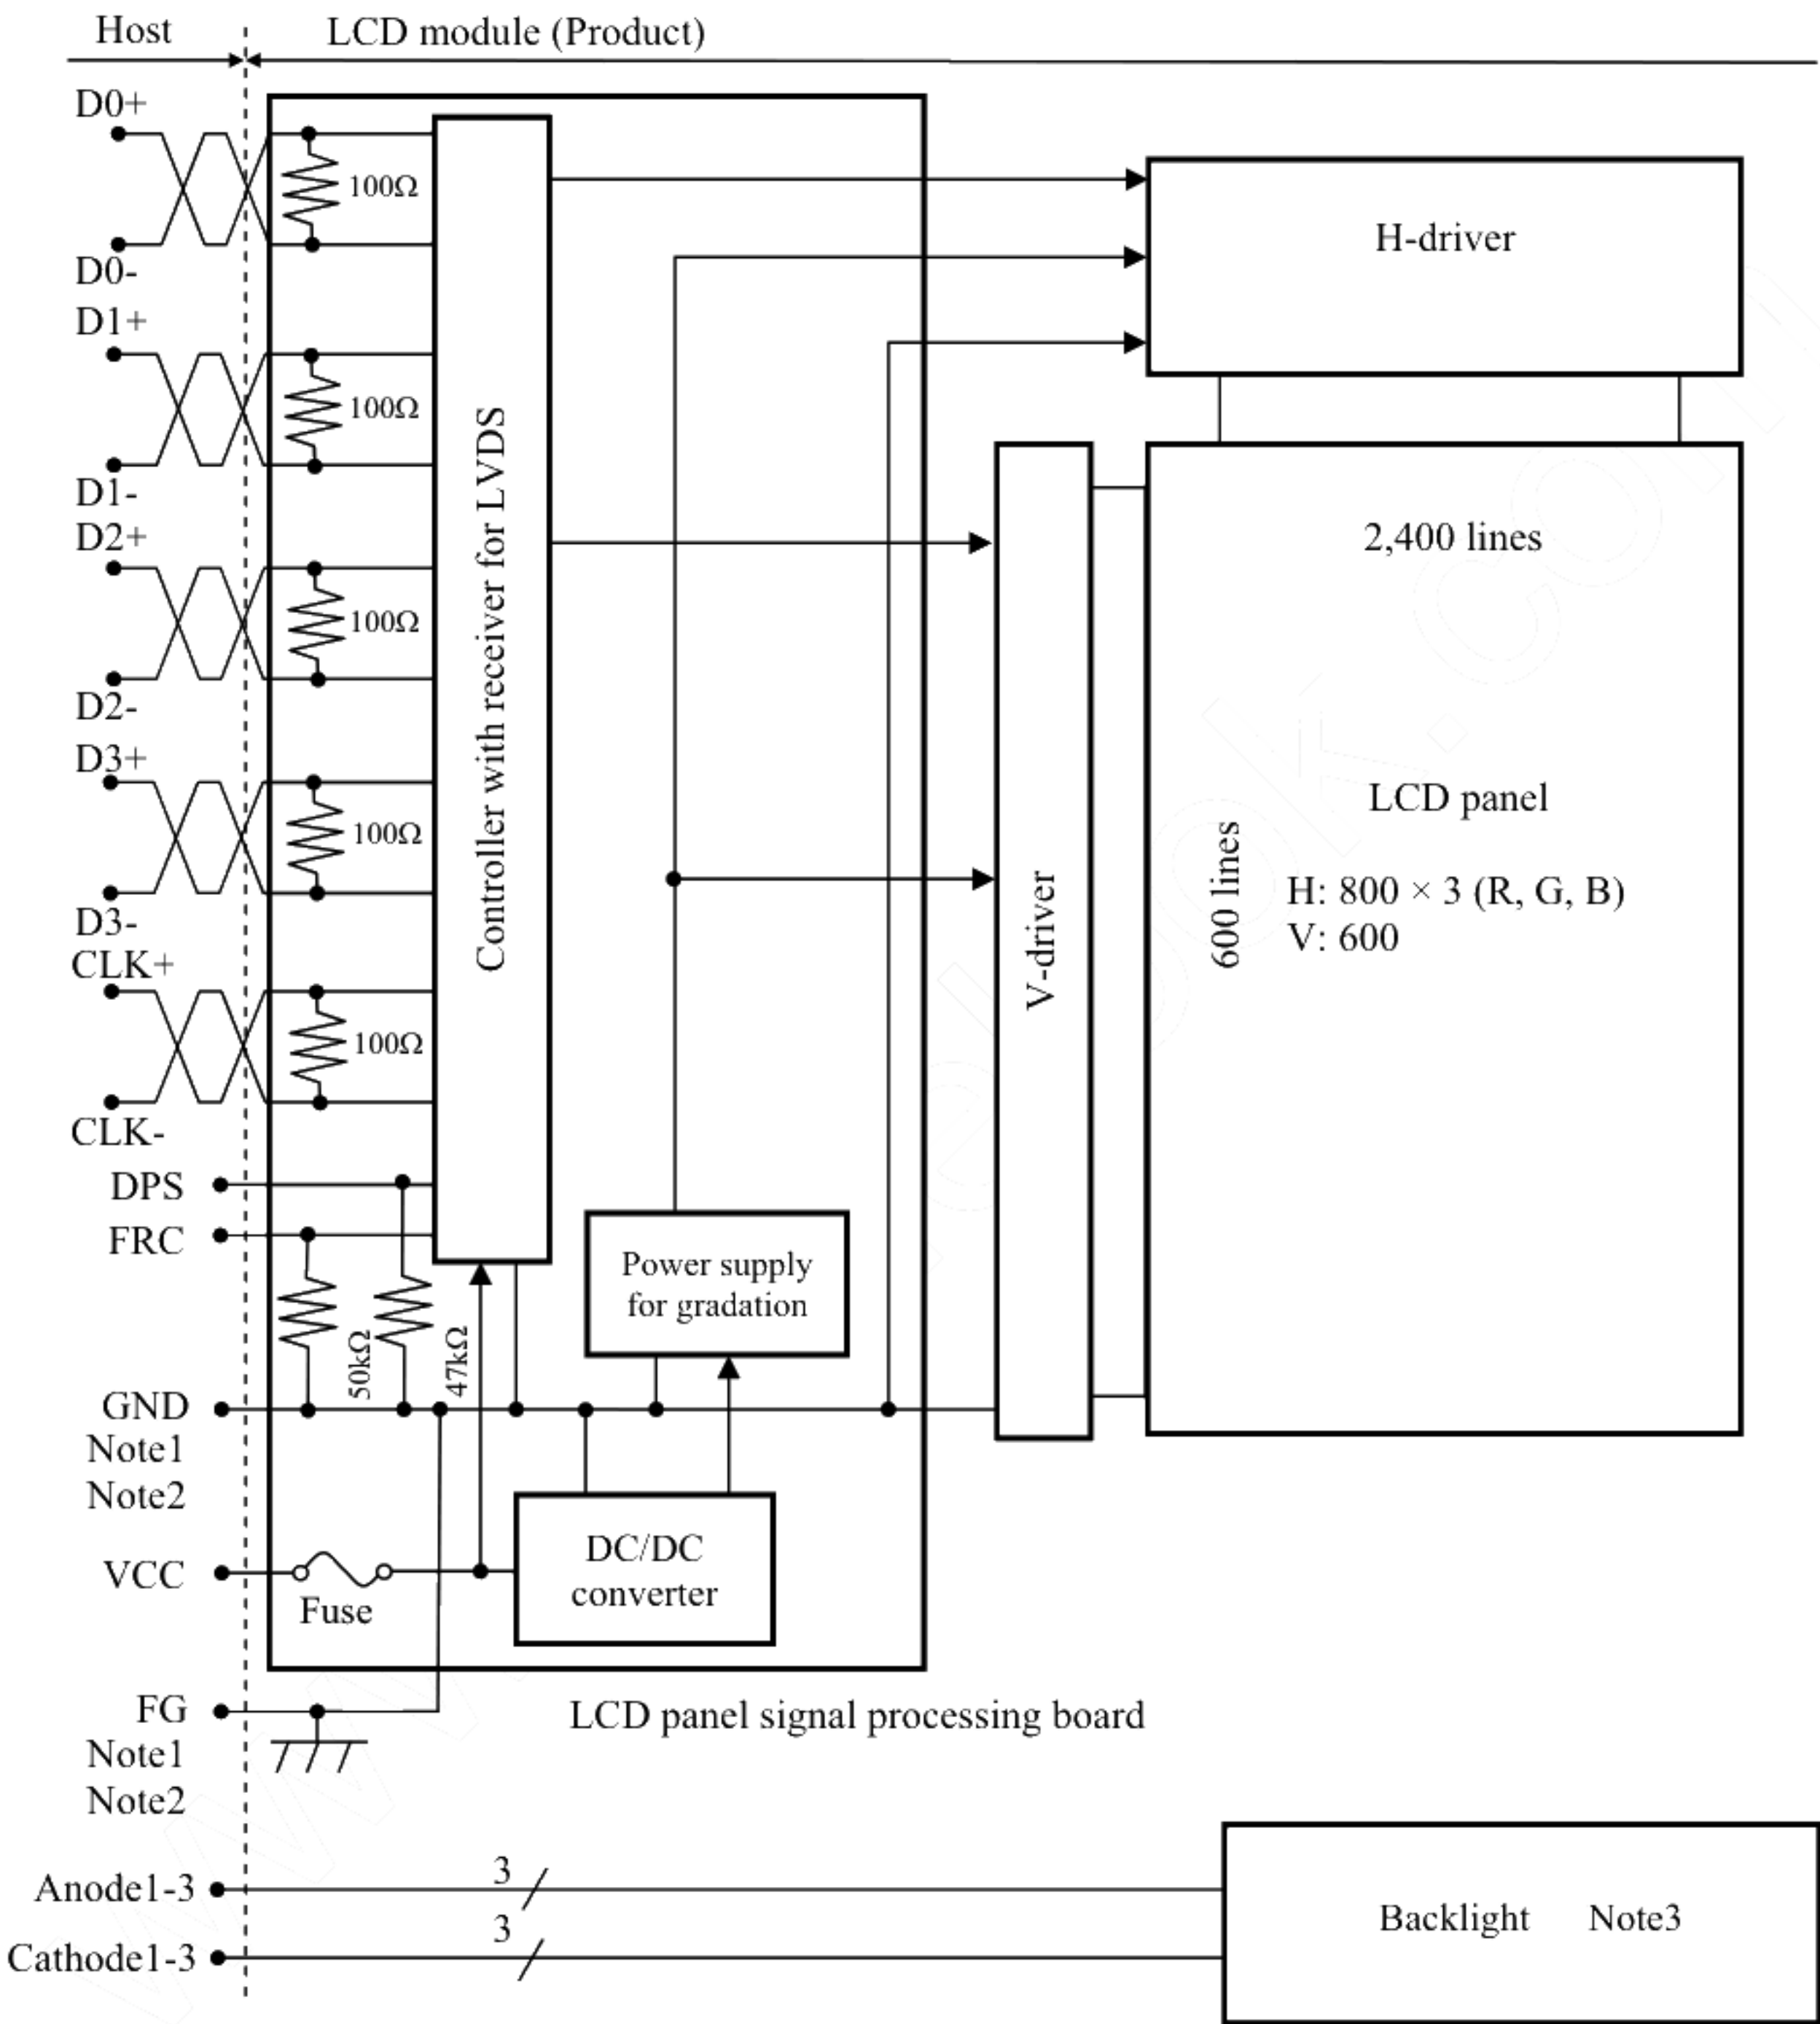 Host
LCD module (Product)
D0+
100Ω
D0-
D1+
100Ω
D1-
D2+
100Ω
D2-
D3+
100Ω
D3-
CLK+
100Ω
CLK-
DPS
FRC
50kΩ
47kΩ
GND
Note1
Note2
VCC
Fuse
FG
Note1
Note2
Controller with receiver for LVDS
Power supply
for gradation
DC/DC
converter
LCD panel signal processing board
H-driver
V-driver
2,400 lines
600 lines
LCD panel
H: 800 × 3 (R, G, B)
V: 600
Anode1-3
3
Cathode1-3
3
Backlight Note3